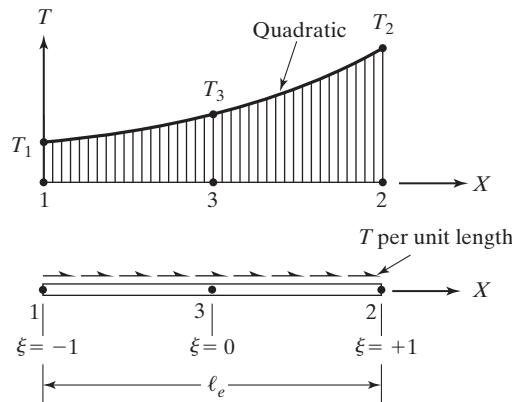 T
Quadratic
T₂
T₃
T₁
1
3
2
X
T per unit length
1
3
2
X
ξ = −1
ξ = 0
ξ = +1
ℓₑ